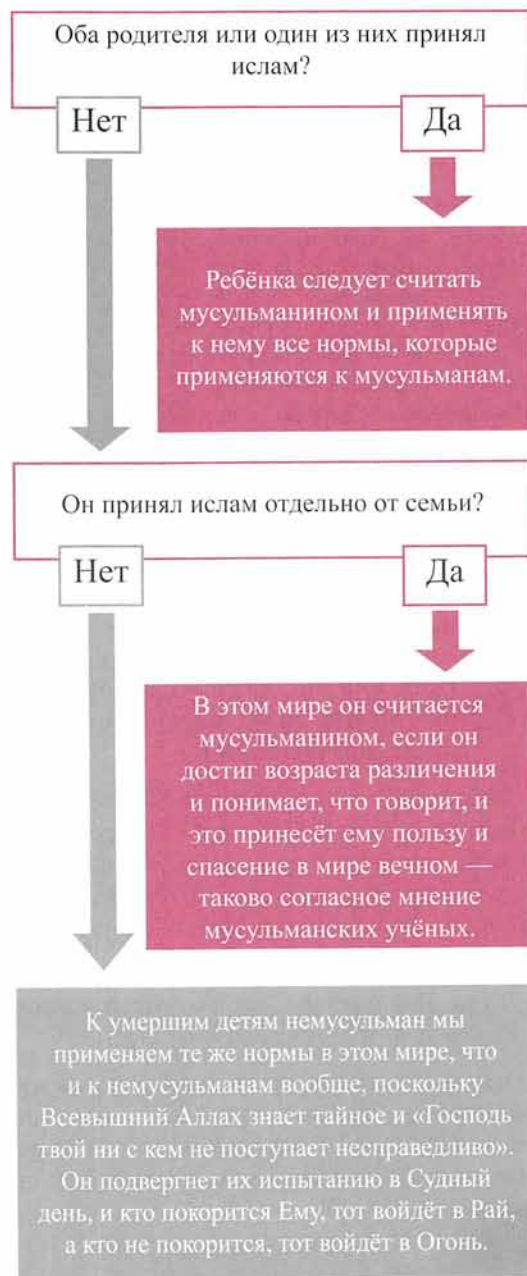 Оба родителя или один из них принял
ислам?
Нет
Да
Ребёнка следует считать
мусульманином и применять
к нему все нормы, которые
применяются к мусульманам.
Он принял ислам отдельно от семьи?
Нет
Да
В этом мире он считается
мусульманином, если он
достиг возраста различения
и понимает, что говорит, и
это принесёт ему пользу и
спасение в мире вечном —
таково согласное мнение
мусульманских учёных.
К умершим детям немусульман мы
применяем те же нормы в этом мире, что
и к немусульманам вообще, поскольку
Всевышний Аллах знает тайное и «Господь
твой ни с кем не поступает несправедливо».
Он подвергнет их испытанию в Судный
день, и кто покорится Ему, тот войдёт в Рай,
а кто не покорится, тот войдёт в Огонь.